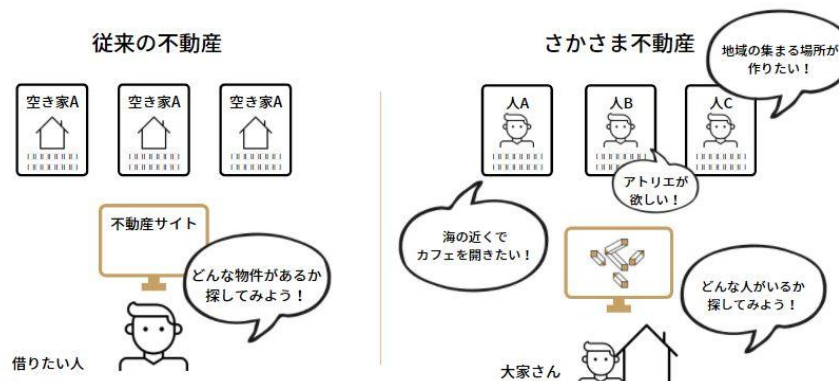 従来の不動産
空き家A
空き家A
空き家A
不動産サイト
どんな物件があるか
探してみよう！
借りたい人
さかさま不動産
地域の集まる場所が
作りたい！
人A
人B
人C
アトリエが
欲しい！
海の近くで
カフェを開きたい！
どんな人がいるか
探してみよう！
大家さん